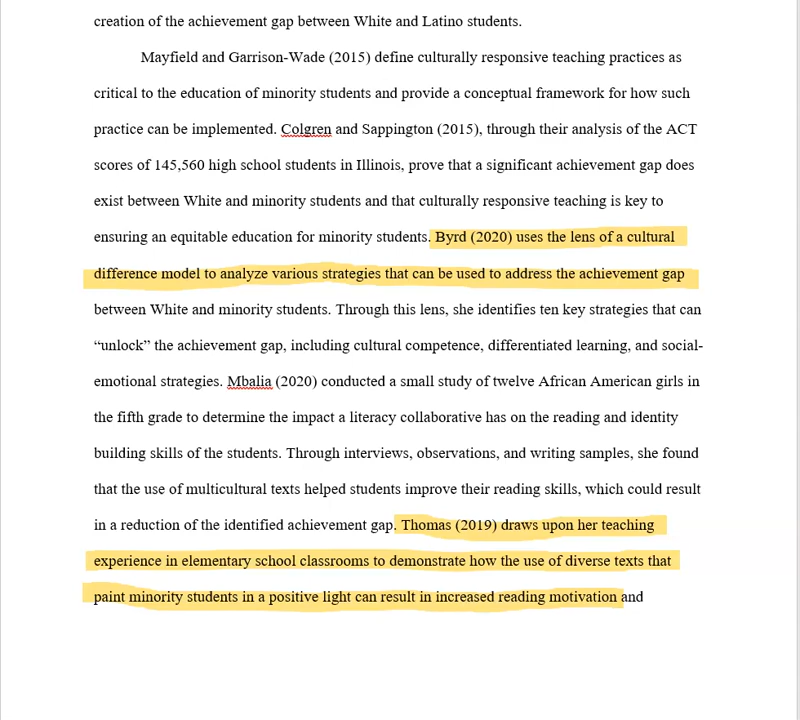 creation of the achievement gap between White and Latino students.
Mayfield and Garrison-Wade (2015) define culturally responsive teaching practices as
critical to the education of minority students and provide a conceptual framework for how such
practice can be implemented. Colgren and Sappington (2015), through their analysis of the ACT
scores of 145,560 high school students in Illinois, prove that a significant achievement gap does
exist between White and minority students and that culturally responsive teaching is key to
ensuring an equitable education for minority students. Byrd (2020) uses the lens of a cultural
difference model to analyze various strategies that can be used to address the achievement gap
between White and minority students. Through this lens, she identifies ten key strategies that can
“unlock” the achievement gap, including cultural competence, differentiated learning, and social-
emotional strategies. Mbalia (2020) conducted a small study of twelve African American girls in
the fifth grade to determine the impact a literacy collaborative has on the reading and identity
building skills of the students. Through interviews, observations, and writing samples, she found
that the use of multicultural texts helped students improve their reading skills, which could result
in a reduction of the identified achievement gap. Thomas (2019) draws upon her teaching
experience in elementary school classrooms to demonstrate how the use of diverse texts that
paint minority students in a positive light can result in increased reading motivation and